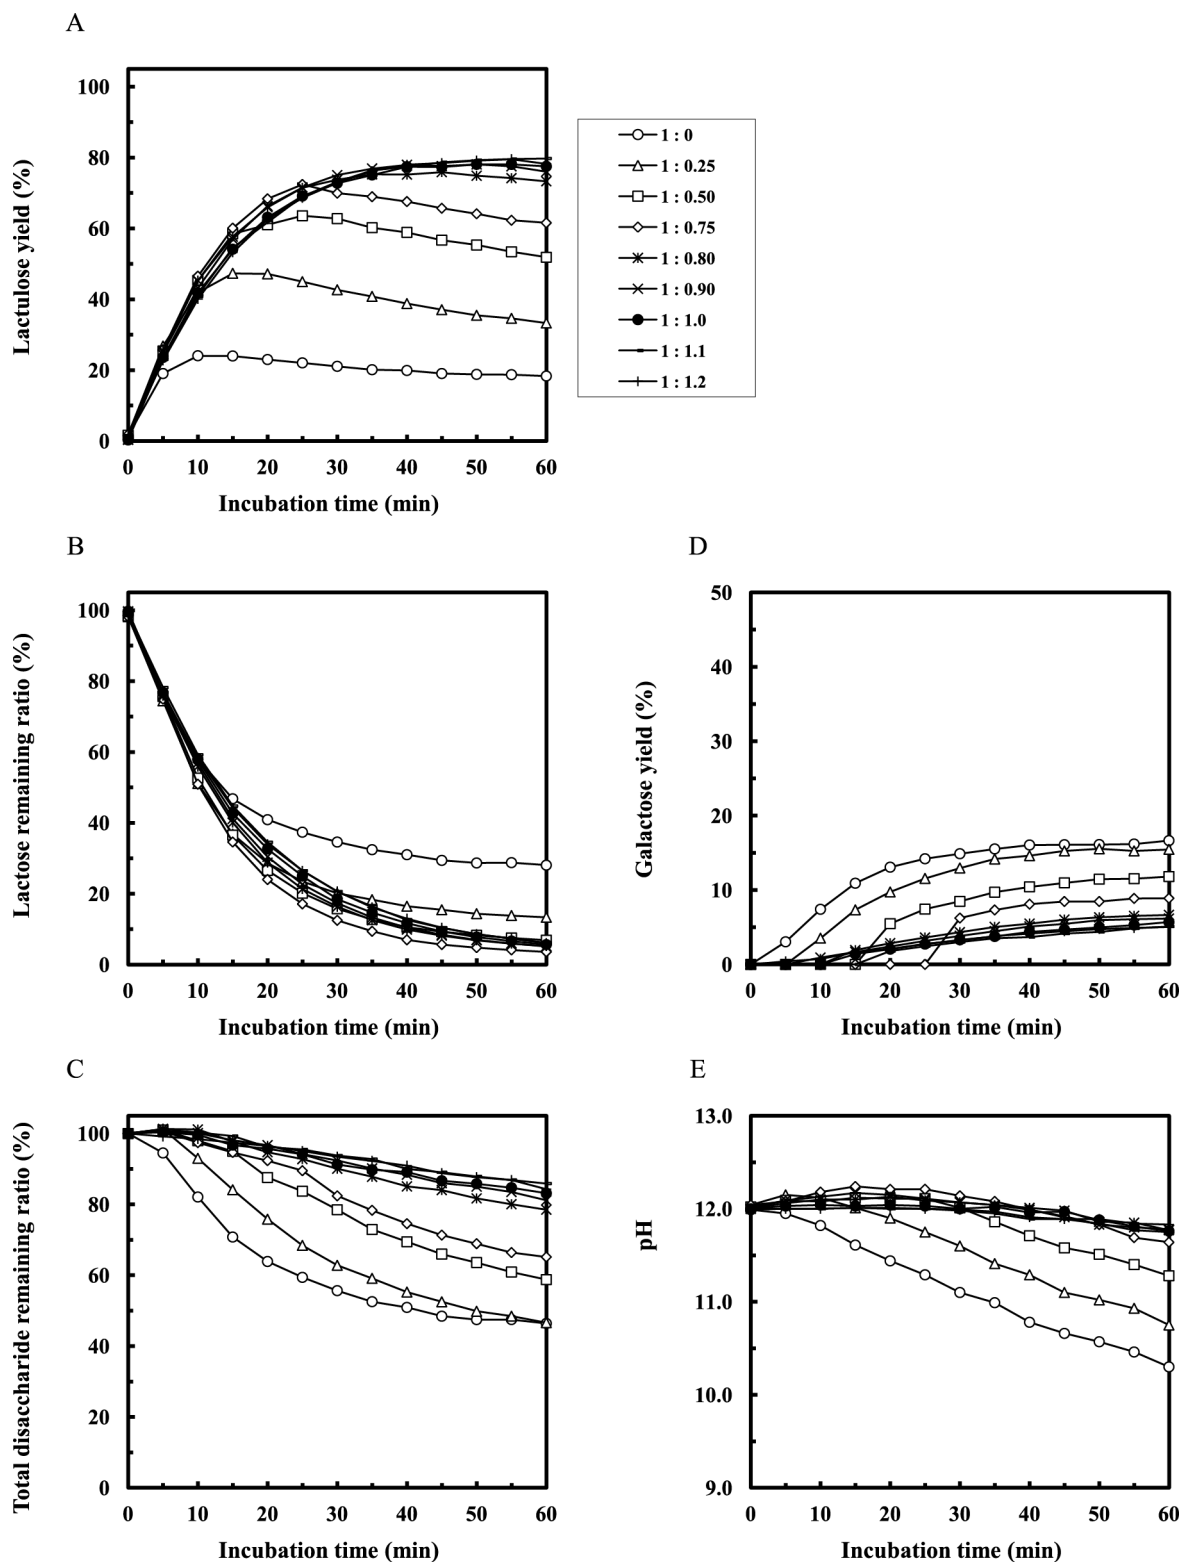 A
Lactulose yield (%)
100
80
60
40
20
0
0 10 20 30 40 50 60
Incubation time (min)
1 : 0
1 : 0.25
1 : 0.50
1 : 0.75
1 : 0.80
1 : 0.90
1 : 1.0
1 : 1.1
1 : 1.2
B
Lactose remaining ratio (%)
100
80
60
40
20
0
0 10 20 30 40 50 60
Incubation time (min)
D
Galactose yield (%)
50
40
30
20
10
0
0 10 20 30 40 50 60
Incubation time (min)
C
Total disaccharide remaining ratio (%)
100
80
60
40
20
0
0 10 20 30 40 50 60
Incubation time (min)
E
pH
13.0
12.0
11.0
10.0
9.0
0 10 20 30 40 50 60
Incubation time (min)